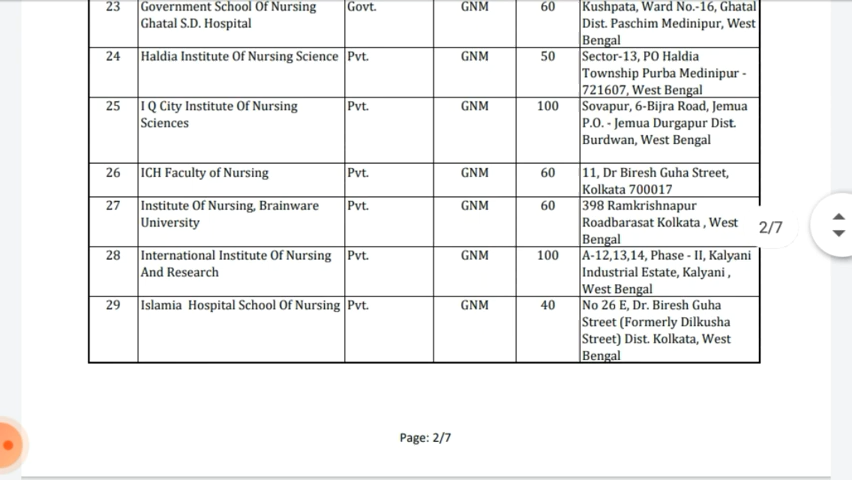 23 Government School Of Nursing Govt. GNM 60 Kushpata, Ward No.-16, Ghatal
Ghatal S.D. Hospital Dist. Paschim Medinipur, West
Bengal
24 Haldia Institute Of Nursing Science Pvt. GNM 50 Sector-13, PO Haldia
Township Purba Medinipur -
721607, West Bengal
25 I Q City Institute Of Nursing Pvt. GNM 100 Sovapur, 6-Bijra Road, Jemua
Sciences P.O. - Jemua Durgapur Dist.
Burdwan, West Bengal
26 ICH Faculty of Nursing Pvt. GNM 60 11, Dr Biresh Guha Street,
Kolkata 700017
27 Institute Of Nursing, Brainware Pvt. GNM 60 398 Ramkrishnapur
University Roadbarasat Kolkata , West
Bengal
2/7
28 International Institute Of Nursing Pvt. GNM 100 A-12,13,14, Phase - II, Kalyani
And Research Industrial Estate, Kalyani ,
West Bengal
29 Islamia Hospital School Of Nursing Pvt. GNM 40 No 26 E, Dr. Biresh Guha
Street (Formerly Dilkusha
Street) Dist. Kolkata, West
Bengal
Page: 2/7